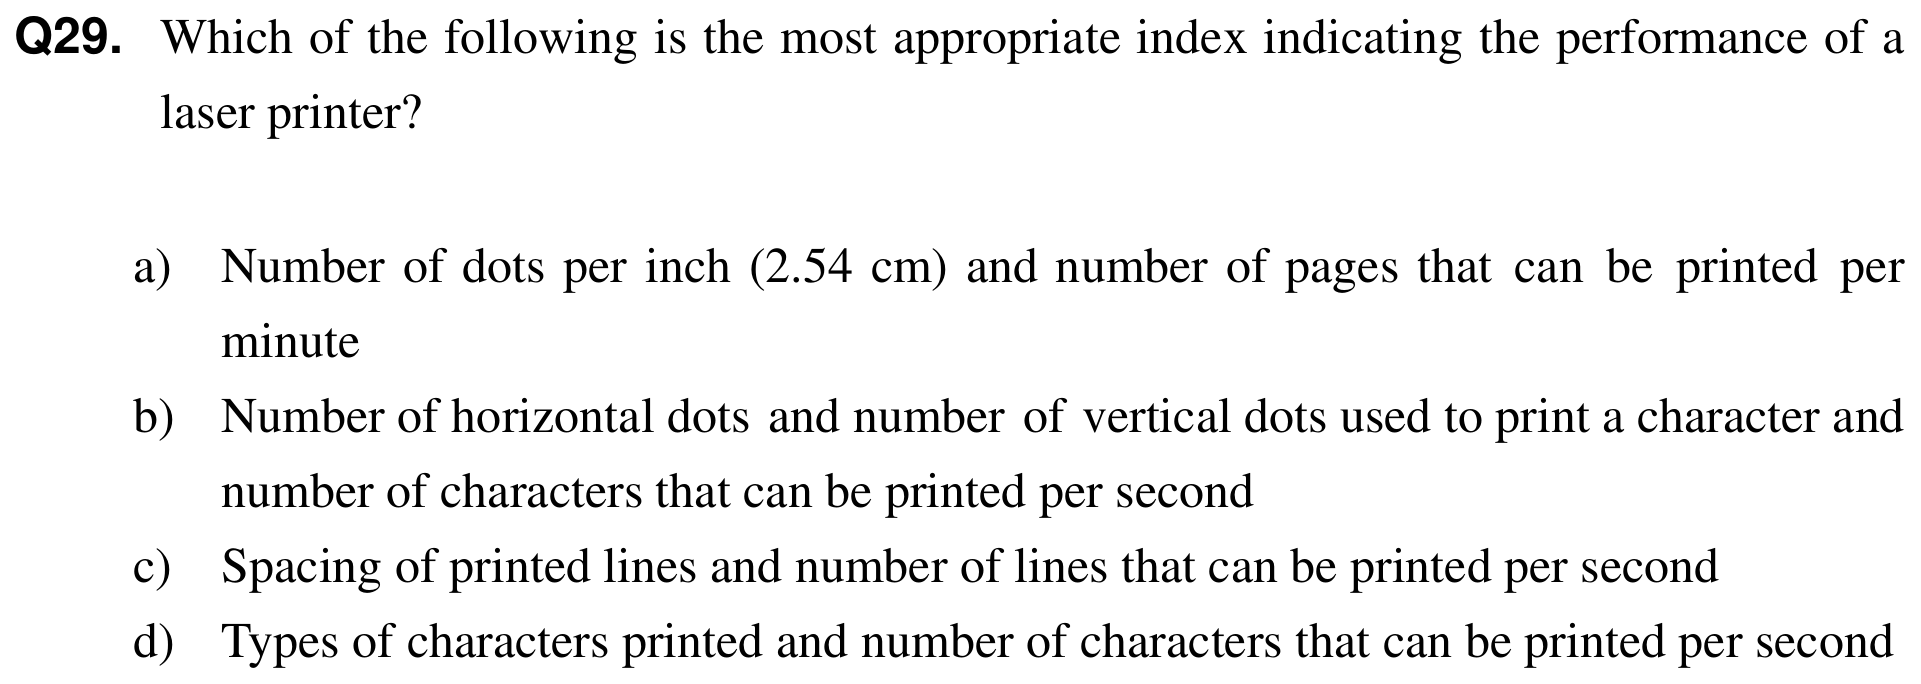 Q29. Which of the following is the most appropriate index indicating the performance of a
laser printer?
a) Number of dots per inch (2.54 cm) and number of pages that can be printed per
minute
b) Number of horizontal dots and number of vertical dots used to print a character and
number of characters that can be printed per second
c) Spacing of printed lines and number of lines that can be printed per second
d) Types of characters printed and number of characters that can be printed per second